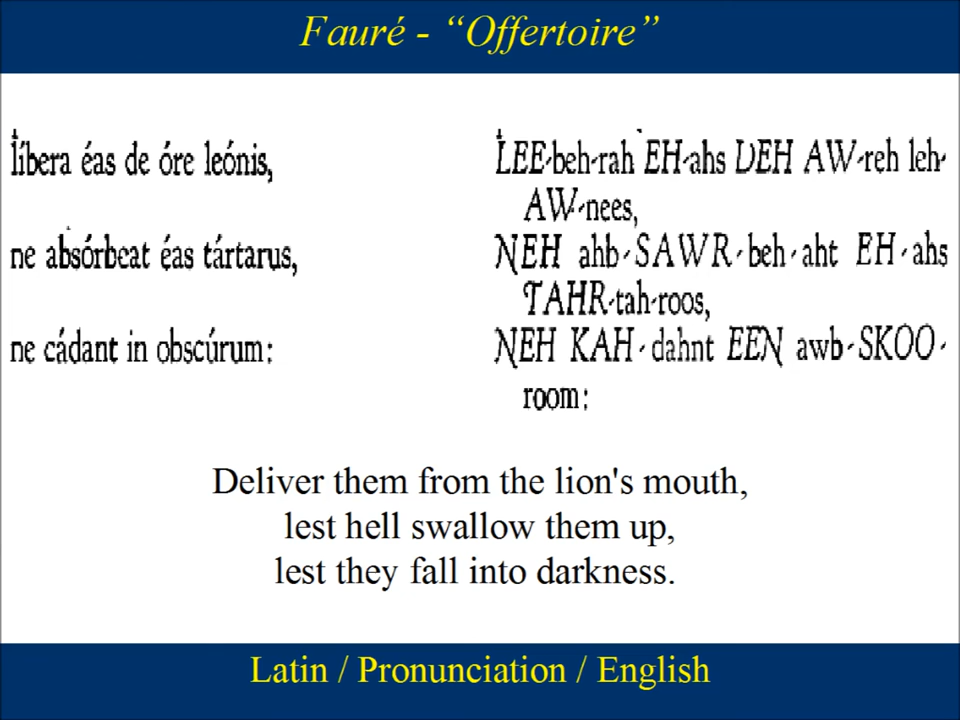 Fauré - “Offertoire”
líbera éas de óre leónis,
ne absórbeat éas tártarus,
ne cádant in obscúrum:
LEE-beh-rah EH-ahs DEH AW-reh leh-
AW-nees,
NEH ahb-SAWR-beh-aht EH-ahs
TAHR-tah-roos,
NEH KAH-dahnt EEN awb-SKOO-
room:
Deliver them from the lion's mouth,
lest hell swallow them up,
lest they fall into darkness.
Latin / Pronunciation / English